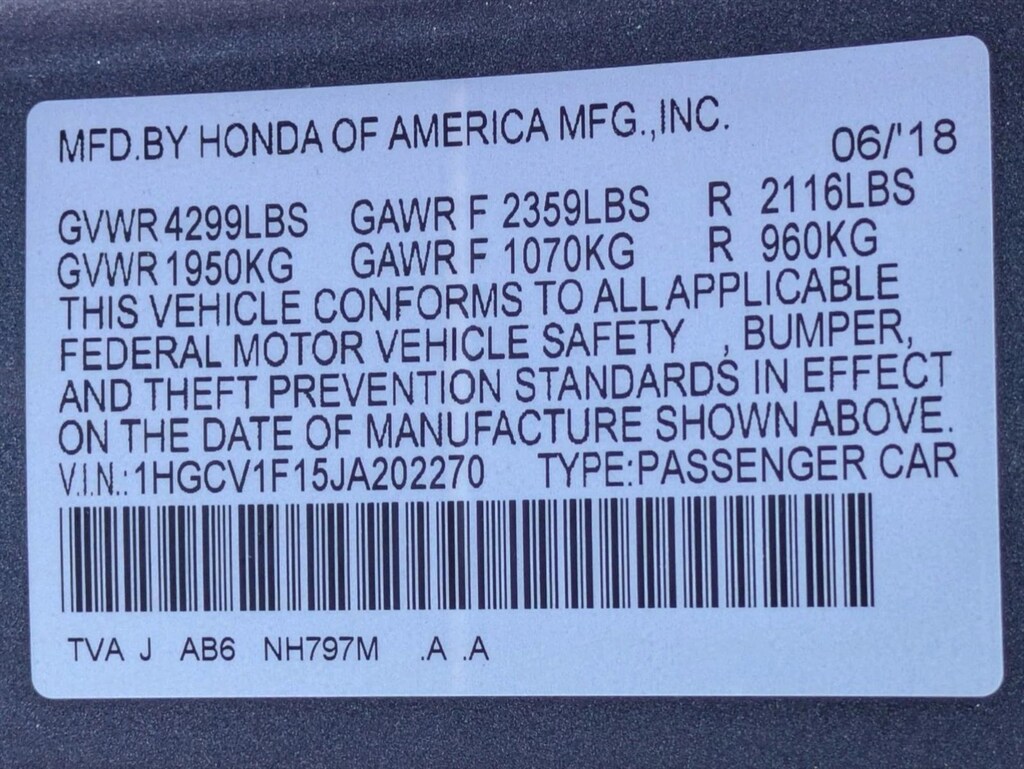 MFD.BY HONDA OF AMERICA MFG.,INC.
06/'18
GVWR 4299LBS GAWR F 2359LBS R 2116LBS
GVWR 1950KG GAWR F 1070KG R 960KG
THIS VEHICLE CONFORMS TO ALL APPLICABLE
FEDERAL MOTOR VEHICLE SAFETY , BUMPER,
AND THEFT PREVENTION STANDARDS IN EFFECT
ON THE DATE OF MANUFACTURE SHOWN ABOVE.
V.I.N.:1HGCV1F15JA202270 TYPE:PASSENGER CAR
TVA J AB6 NH797M .A .A